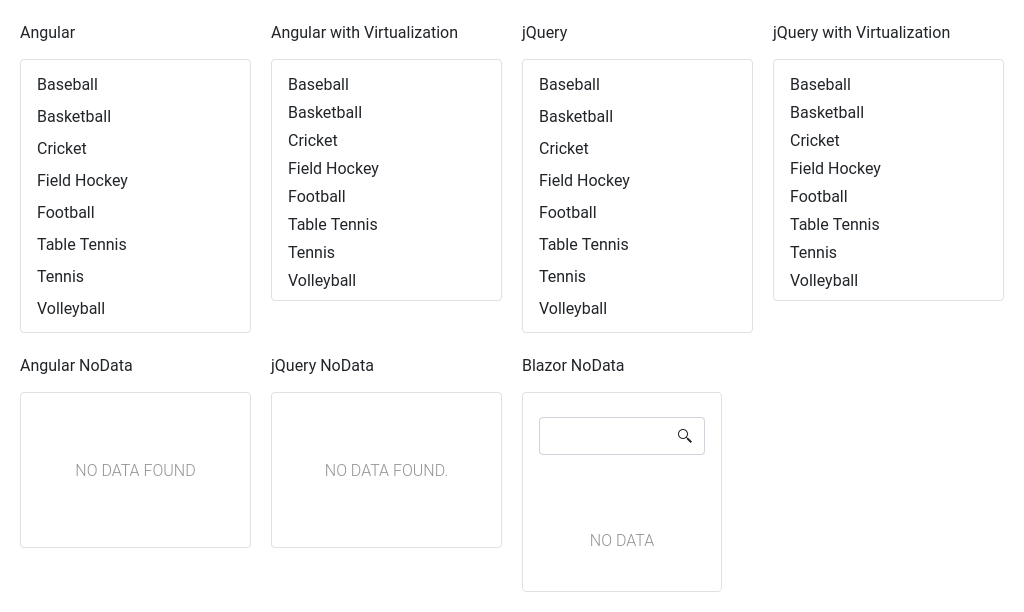 Angular
Baseball
Basketball
Cricket
Field Hockey
Football
Table Tennis
Tennis
Volleyball
Angular with Virtualization
Baseball
Basketball
Cricket
Field Hockey
Football
Table Tennis
Tennis
Volleyball
jQuery
Baseball
Basketball
Cricket
Field Hockey
Football
Table Tennis
Tennis
Volleyball
jQuery with Virtualization
Baseball
Basketball
Cricket
Field Hockey
Football
Table Tennis
Tennis
Volleyball
Angular NoData
NO DATA FOUND
jQuery NoData
NO DATA FOUND.
Blazor NoData
NO DATA